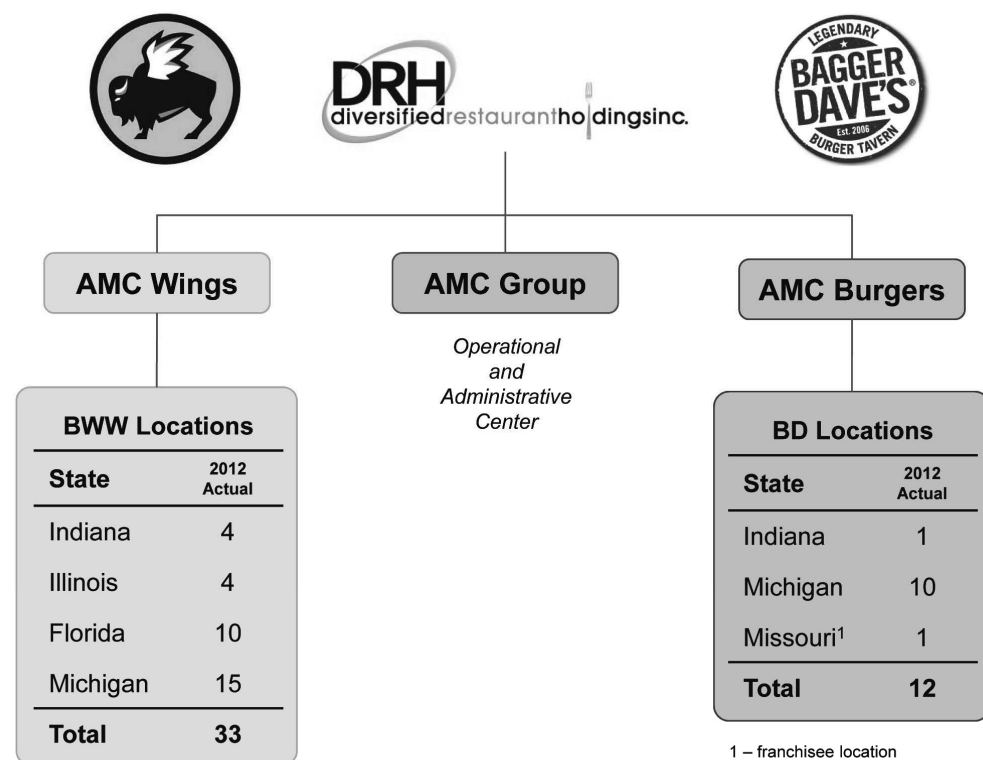 DRH
diversifiedrestaurantholdingsinc.
LEGENDARY
BAGGER
DAVE'S®
Est. 2006
BURGER TAVERN
AMC Wings
AMC Group
AMC Burgers
Operational
and
Administrative
Center
BWW Locations
State 2012 Actual
Indiana 4
Illinois 4
Florida 10
Michigan 15
Total 33
BD Locations
State 2012 Actual
Indiana 1
Michigan 10
Missouri¹ 1
Total 12
1 – franchisee location